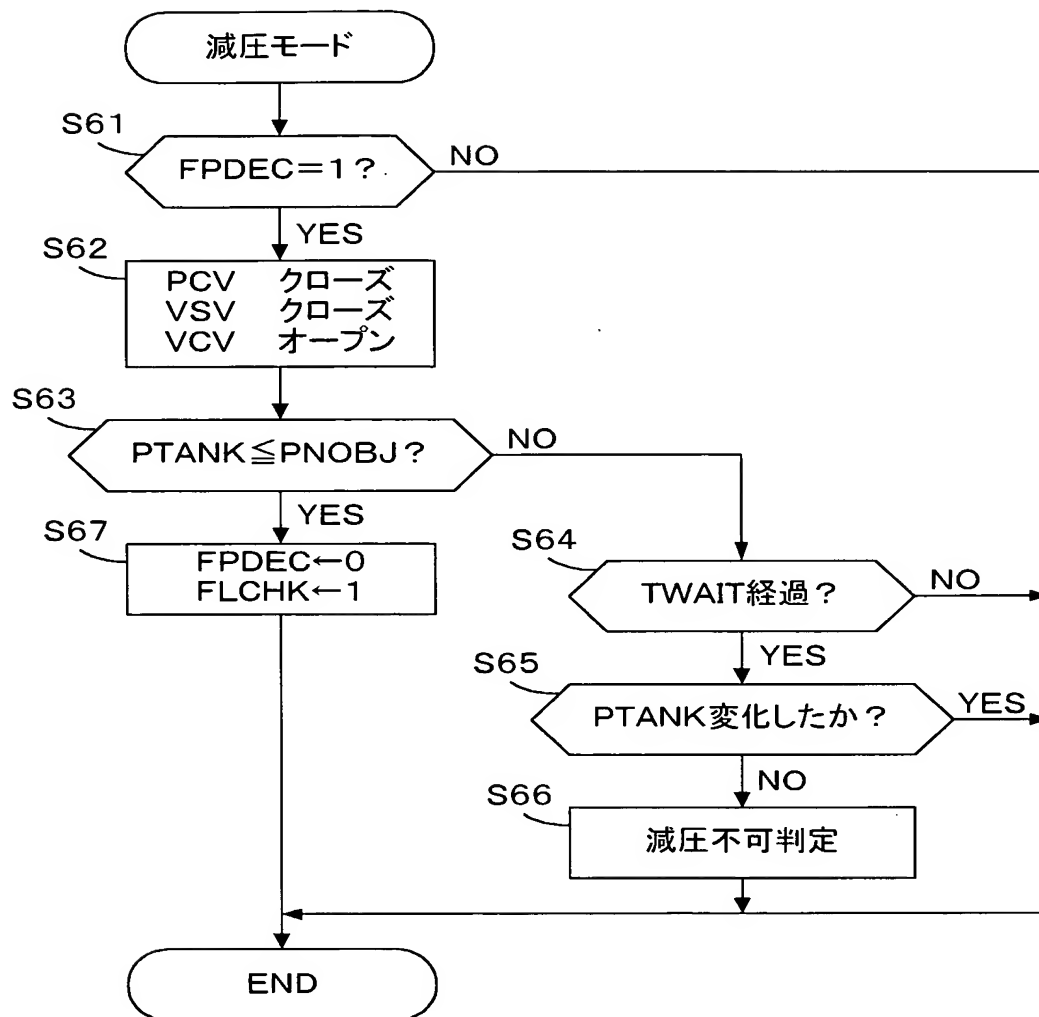 減圧モード
S61
FPDEC=1?
NO
YES
S62
PCV クローズ
VSV クローズ
VCV オープン
S63
PTANK≦PNOBJ?
NO
YES
S67
FPDEC←0
FLCHK←1
S64
TWAIT経過?
NO
YES
S65
PTANK変化したか?
YES
NO
S66
減圧不可判定
END